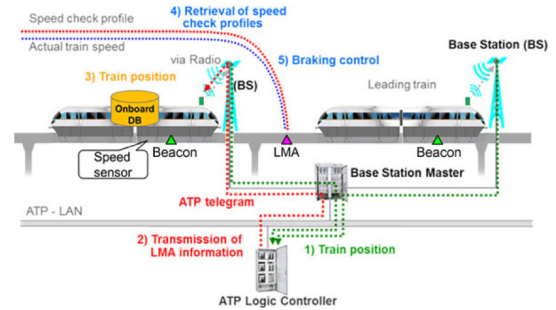 Speed check profile
4) Retrieval of speed
check profiles
Actual train speed
via Radio
5) Braking control
Base Station (BS)
3) Train position
(BS)
Leading train
Onboard
DB
Speed
sensor
Beacon
LMA
Beacon
Base Station Master
ATP telegram
ATP - LAN
2) Transmission of
LMA information
1) Train position
ATP Logic Controller